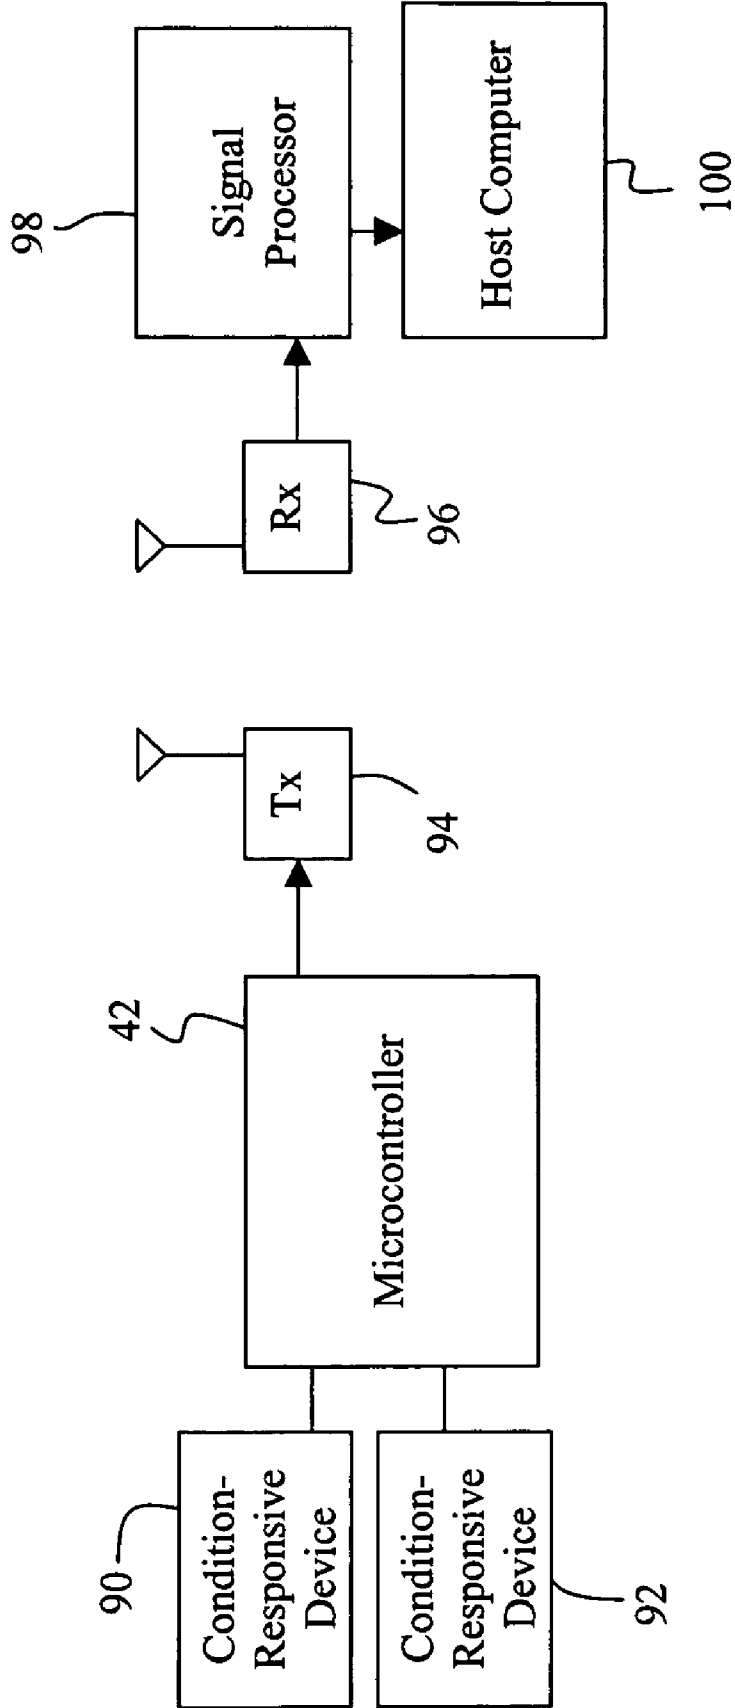 90
Condition-
Responsive
Device
Condition-
Responsive
Device
92
42
Microcontroller
Tx
94
Rx
96
98
Signal
Processor
Host Computer
100